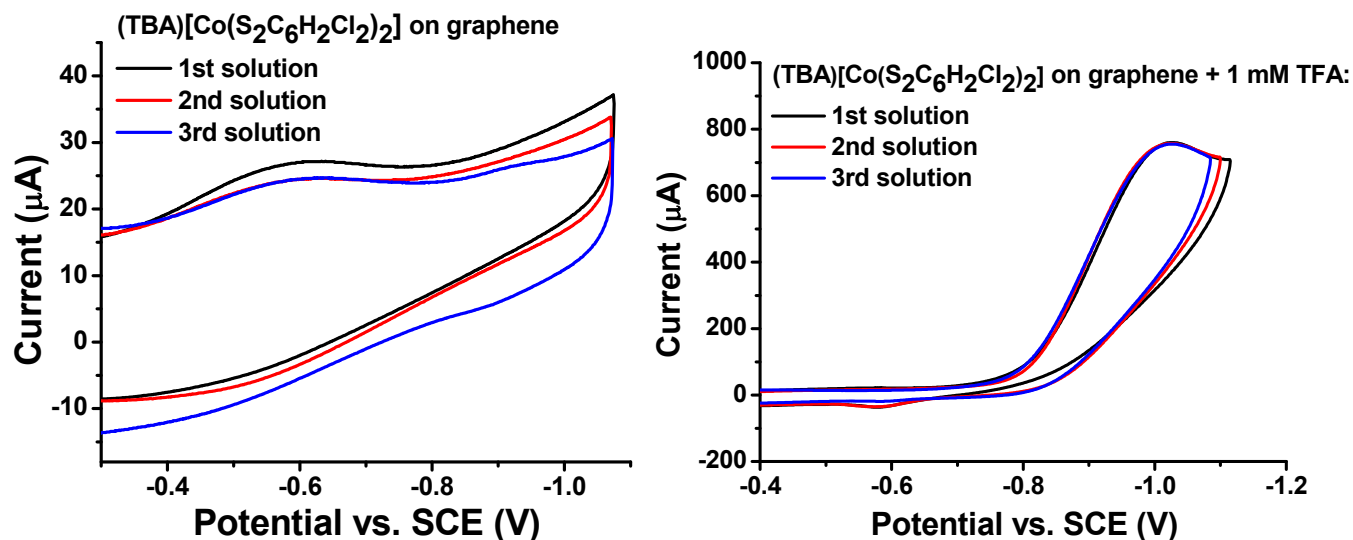 (TBA)[Co(S₂C₆H₂Cl₂)₂] on graphene
1st solution
2nd solution
3rd solution
Current (μA)
40
30
20
10
0
-10
-0.4
-0.6
-0.8
-1.0
Potential vs. SCE (V)
(TBA)[Co(S₂C₆H₂Cl₂)₂] on graphene + 1 mM TFA:
1st solution
2nd solution
3rd solution
Current (μA)
1000
800
600
400
200
0
-200
-0.4
-0.6
-0.8
-1.0
-1.2
Potential vs. SCE (V)